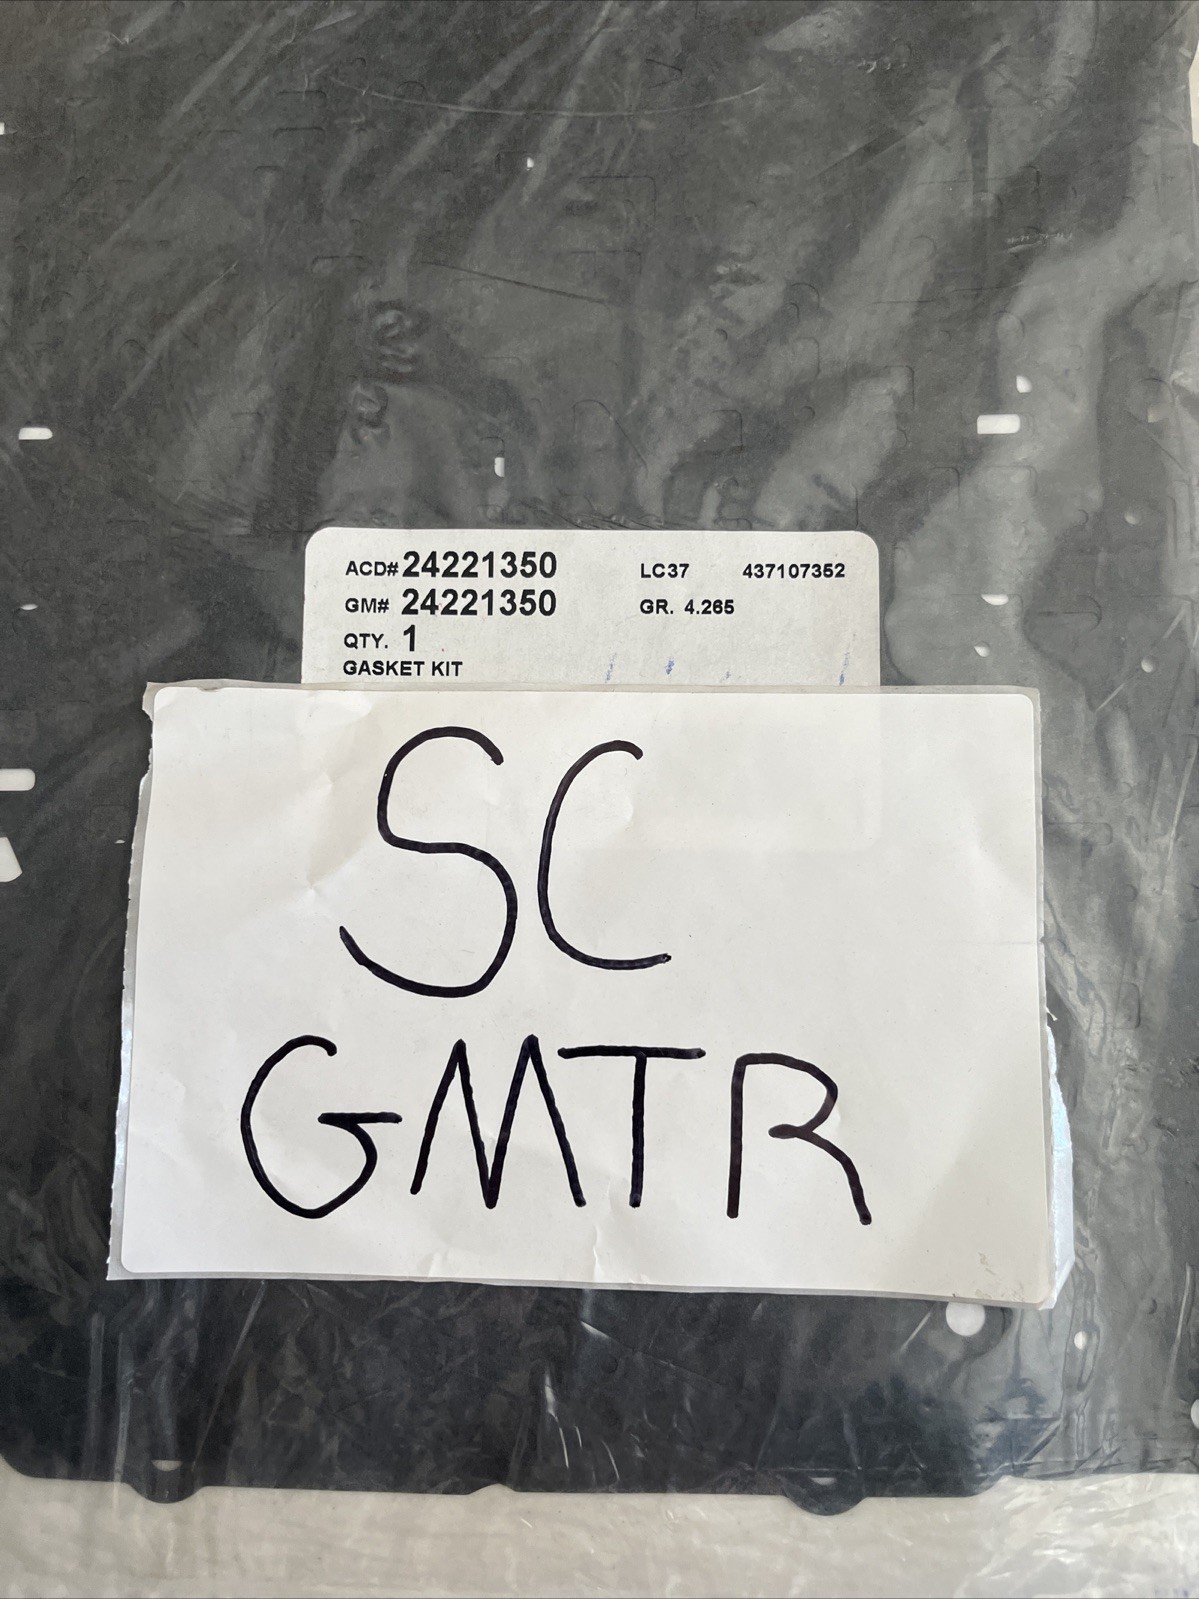 ACD# 24221350 LC37 437107352
GM# 24221350 GR. 4.265
QTY. 1
GASKET KIT
SC
GMTR